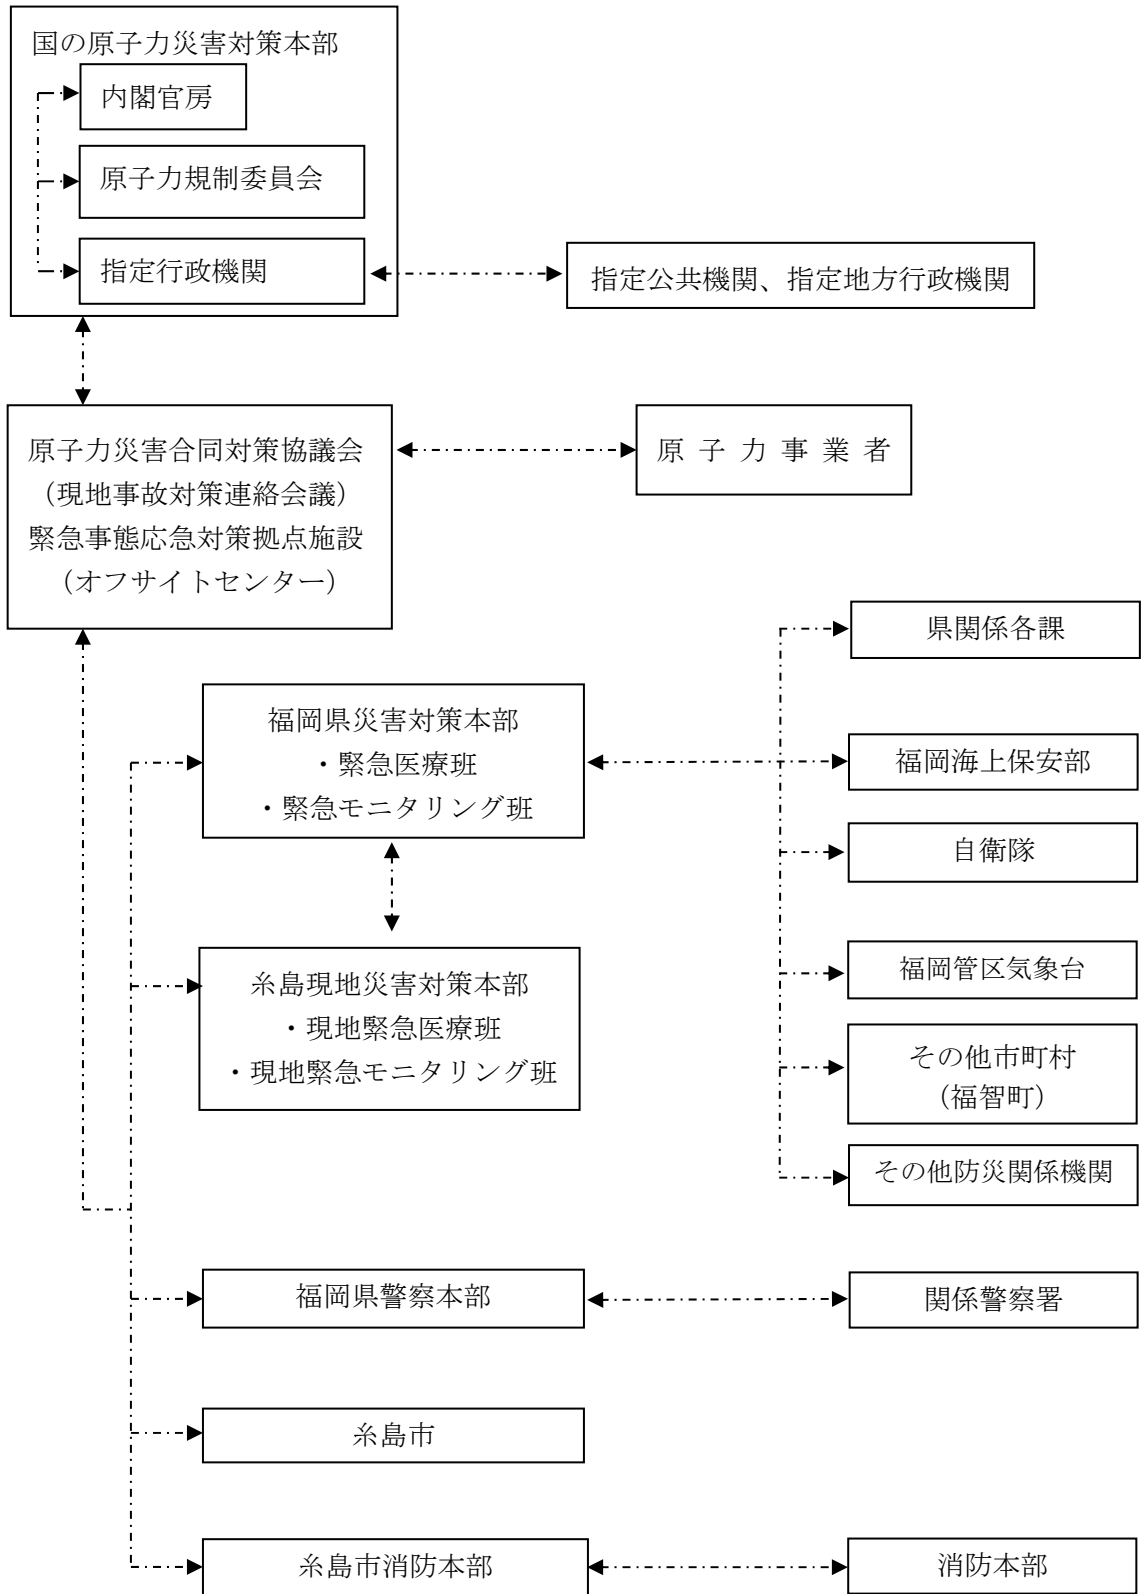 国の原子力災害対策本部
内閣官房
原子力規制委員会
指定行政機関
指定公共機関、指定地方行政機関
原子力災害合同対策協議会
（現地事故対策連絡会議）
緊急事態応急対策拠点施設
（オフサイトセンター）
原子力事業者
県関係各課
福岡県災害対策本部
・緊急医療班
・緊急モニタリング班
福岡海上保安部
自衛隊
糸島現地災害対策本部
・現地緊急医療班
・現地緊急モニタリング班
福岡管区気象台
その他市町村
（福智町）
その他防災関係機関
福岡県警察本部
関係警察署
糸島市
糸島市消防本部
消防本部